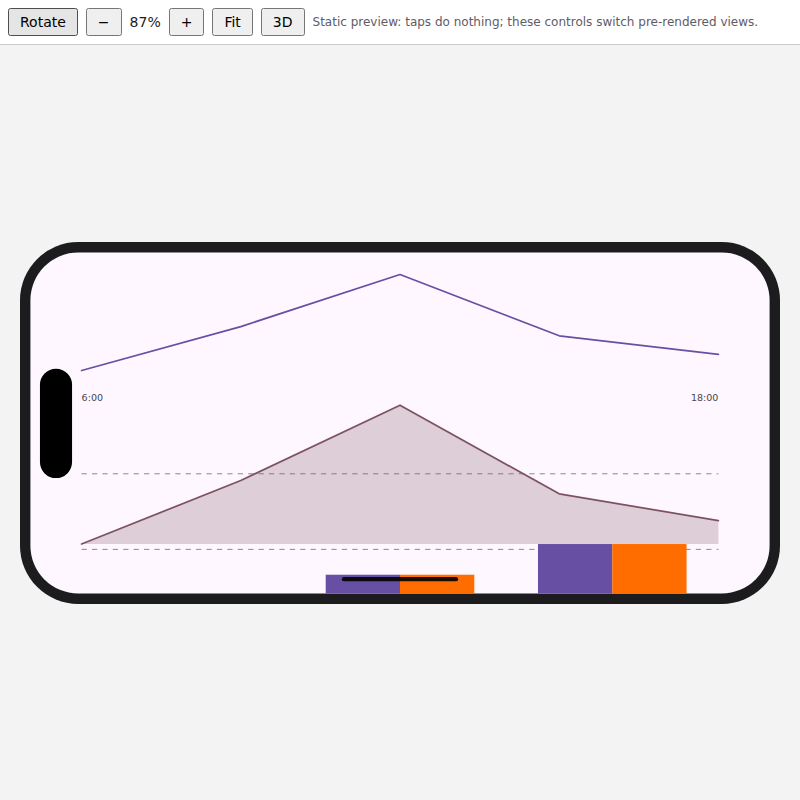 Rotate − 87% + Fit 3D Static preview: taps do nothing; these controls switch pre-rendered views.
6:00 18:00